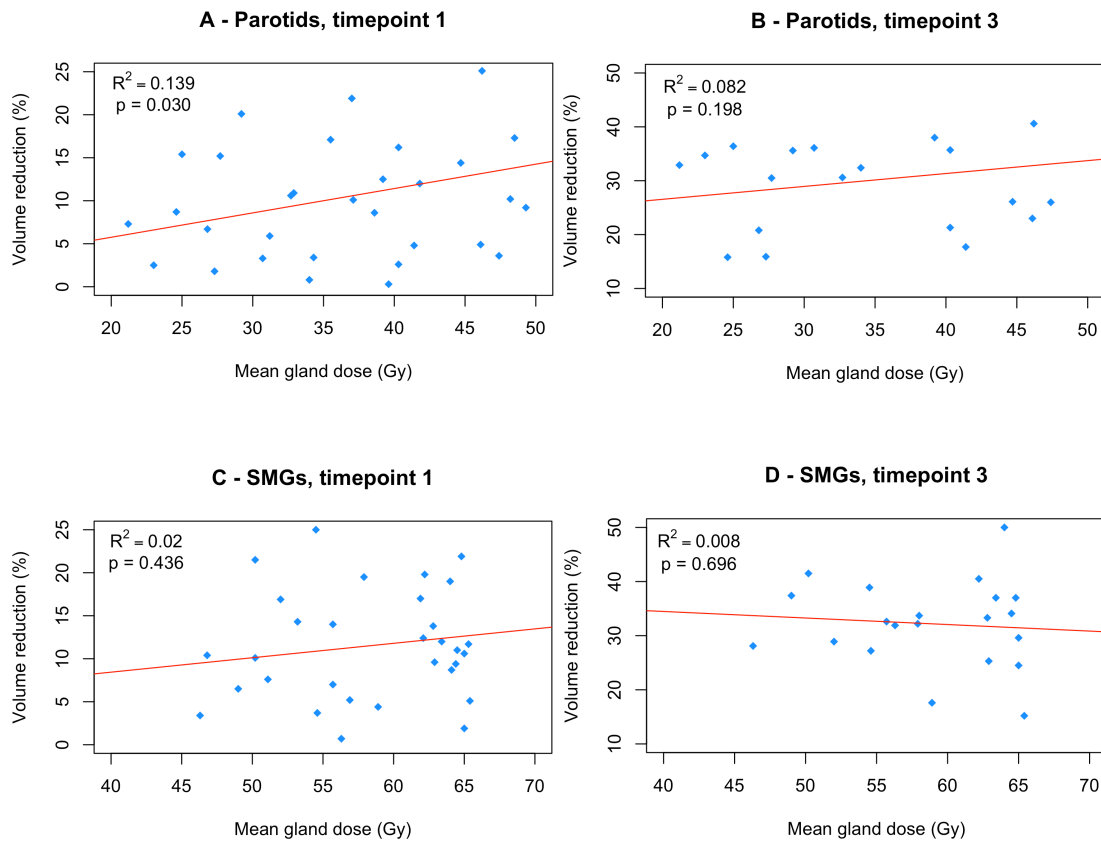 A - Parotids, timepoint 1
R² = 0.139
p = 0.030
Volume reduction (%)
25
20
15
10
5
0
20 25 30 35 40 45 50
Mean gland dose (Gy)
B - Parotids, timepoint 3
R² = 0.082
p = 0.198
Volume reduction (%)
50
40
30
20
10
20 25 30 35 40 45 50
Mean gland dose (Gy)
C - SMGs, timepoint 1
R² = 0.02
p = 0.436
Volume reduction (%)
25
20
15
10
5
0
40 45 50 55 60 65 70
Mean gland dose (Gy)
D - SMGs, timepoint 3
R² = 0.008
p = 0.696
Volume reduction (%)
50
40
30
20
10
40 45 50 55 60 65 70
Mean gland dose (Gy)